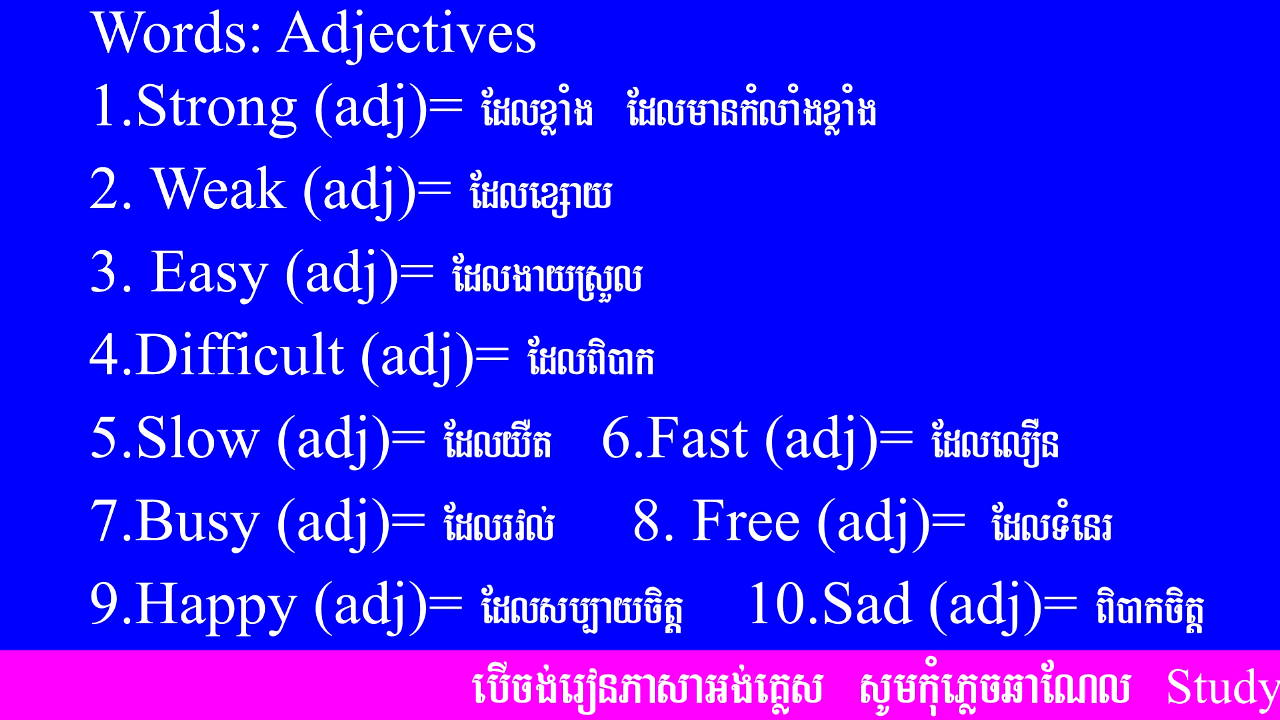 Words: Adjectives
1.Strong (adj)= ដែលខ្លាំង ដែលមានកំលាំងខ្លាំង
2. Weak (adj)= ដែលខ្សោយ
3. Easy (adj)= ដែលងាយស្រួល
4.Difficult (adj)= ដែលពិបាក
5.Slow (adj)= ដែលយឺត 6.Fast (adj)= ដែលលឿន
7.Busy (adj)= ដែលរវល់ 8. Free (adj)= ដែលទំនេរ
9.Happy (adj)= ដែលសប្បាយចិត្ត 10.Sad (adj)= ពិបាកចិត្ត
បើចង់រៀនភាសាអង់គ្លេស សូមកុំភ្លេចឆាណែល Study